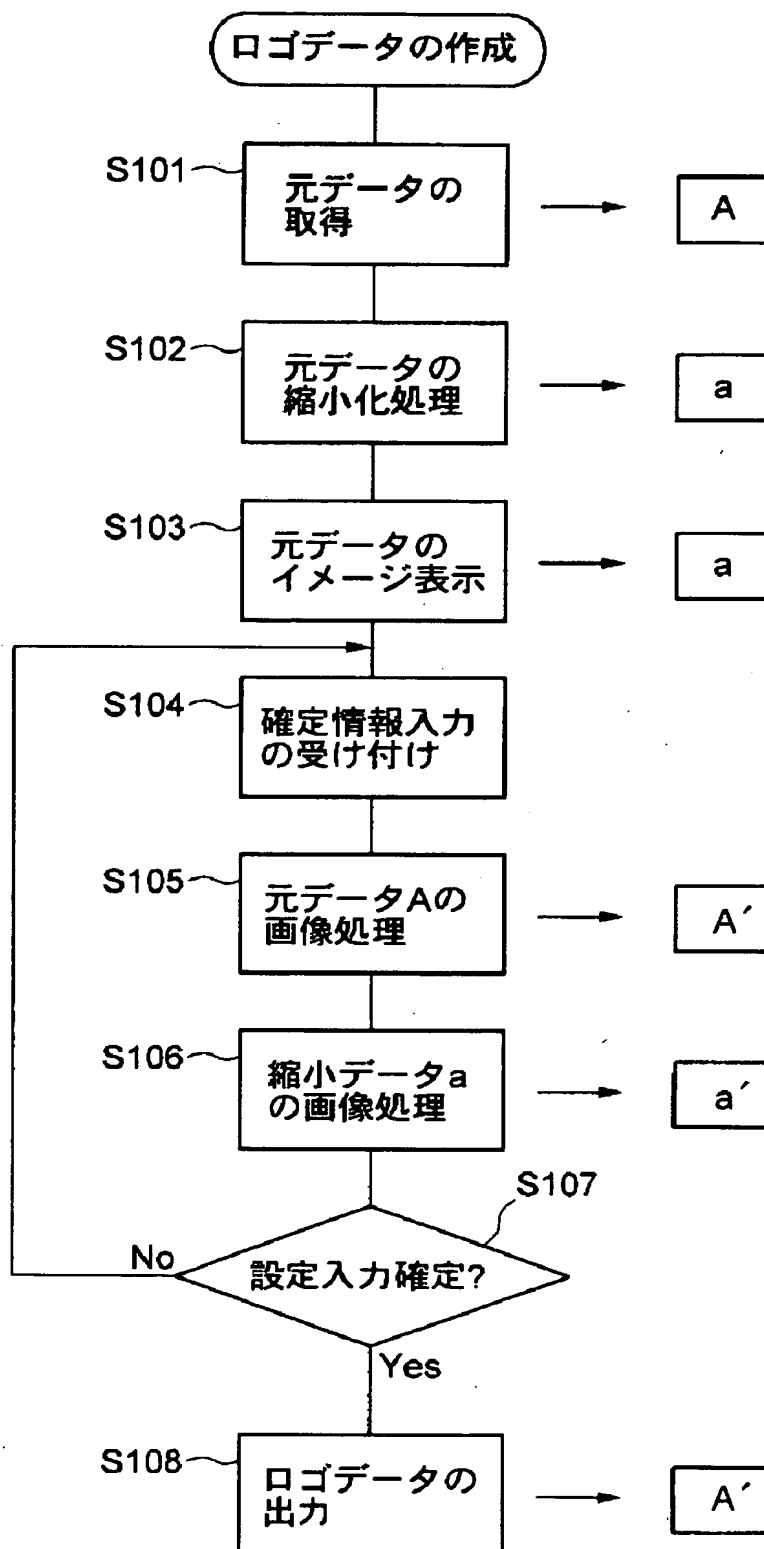 ロゴデータの作成
S101
元データの
取得
A
S102
元データの
縮小化処理
a
S103
元データの
イメージ表示
a
S104
確定情報入力
の受け付け
S105
元データAの
画像処理
A′
S106
縮小データa
の画像処理
a′
S107
No
設定入力確定?
Yes
S108
ロゴデータの
出力
A′